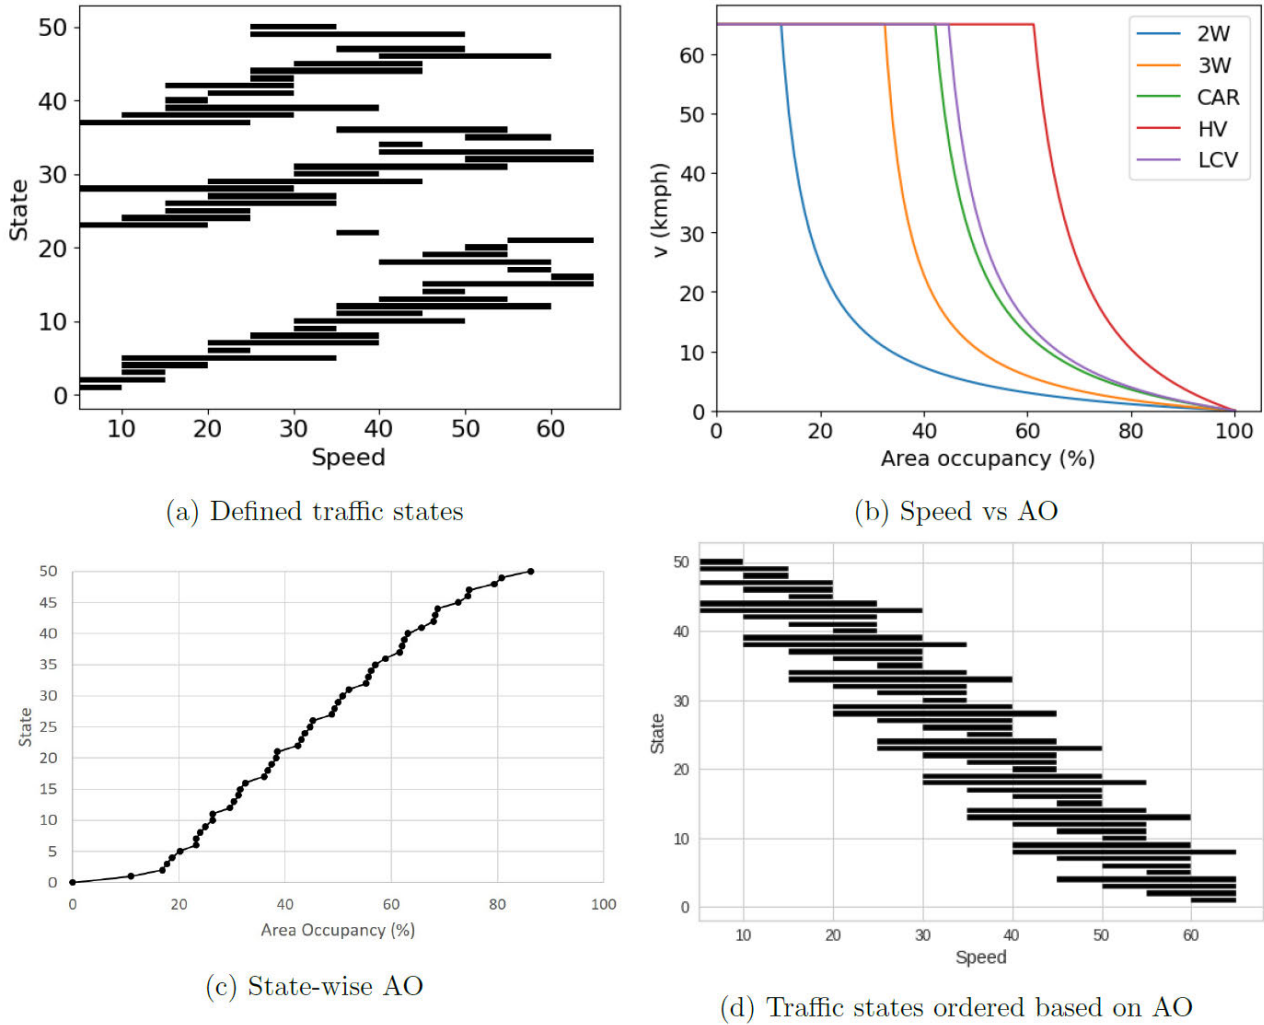 50
40
30
20
10
0
State
10 20 30 40 50 60
Speed
(a) Defined traffic states
60
50
40
30
20
10
0
v (kmph)
2W
3W
CAR
HV
LCV
0 20 40 60 80 100
Area occupancy (%)
(b) Speed vs AO
50
45
40
35
30
25
20
15
10
5
0
State
0 20 40 60 80 100
Area Occupancy (%)
(c) State-wise AO
50
40
30
20
10
0
State
10 20 30 40 50 60
Speed
(d) Traffic states ordered based on AO